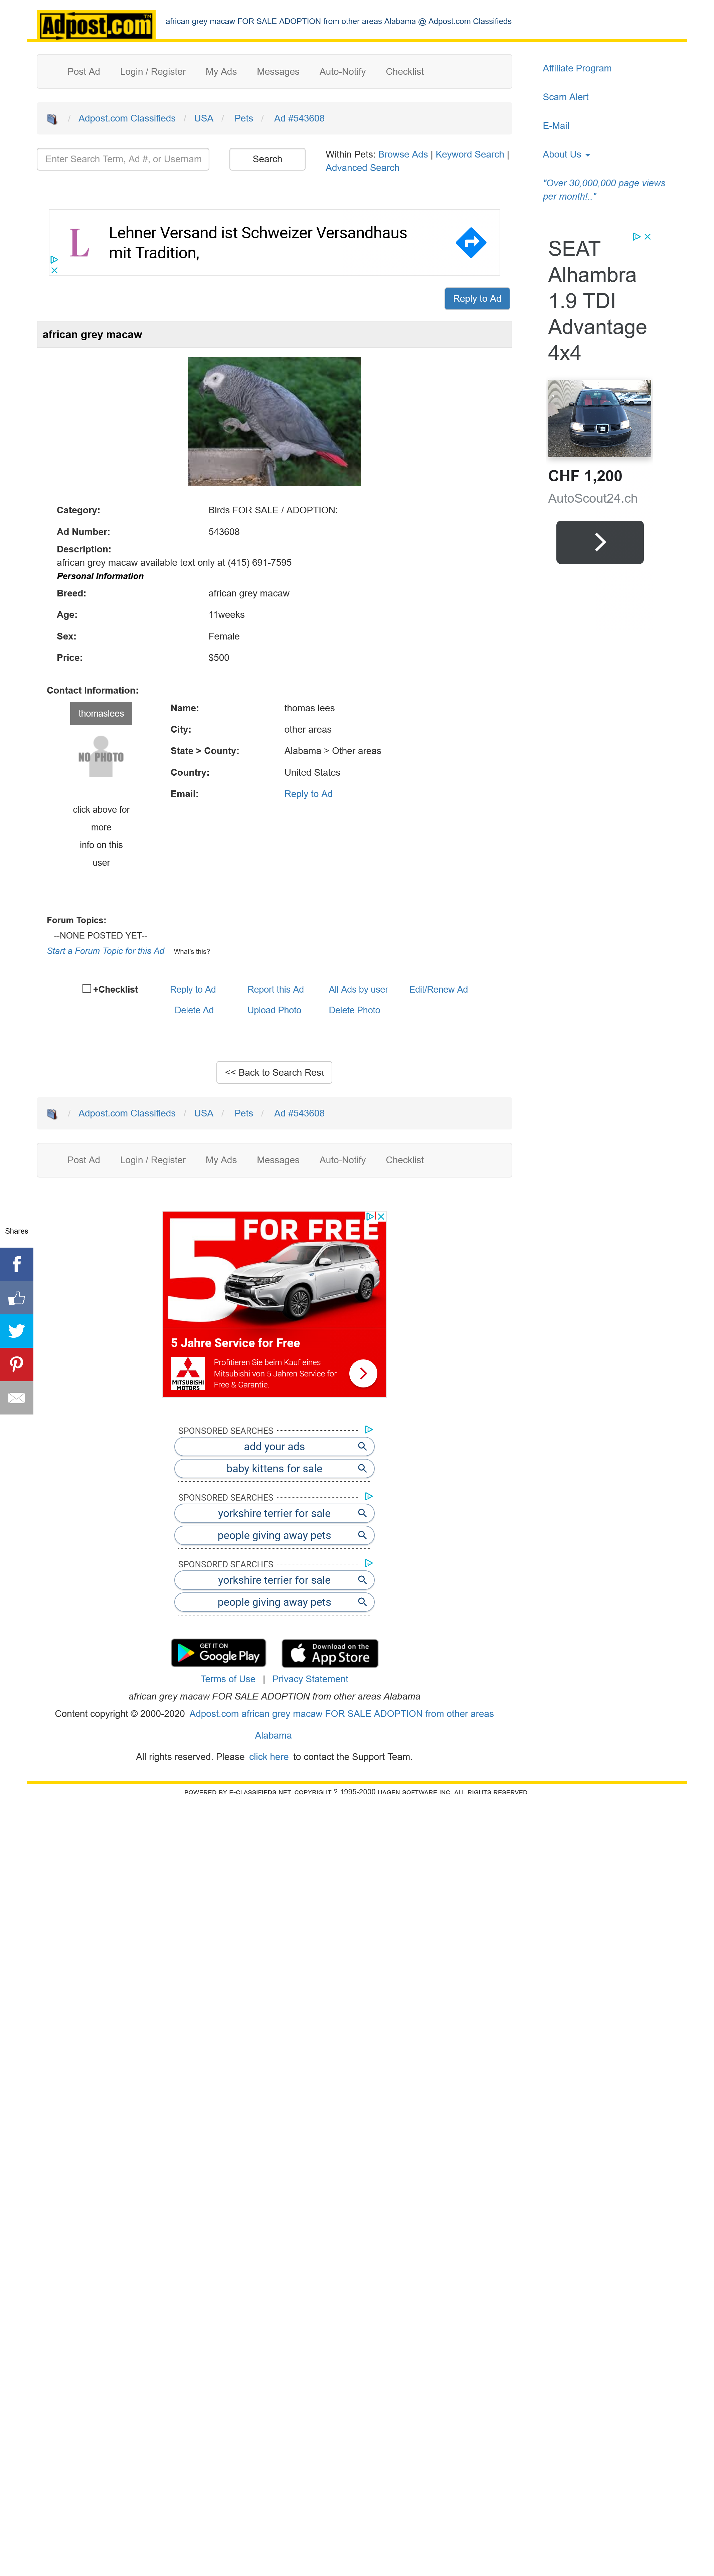 Adpost.com TM
african grey macaw FOR SALE ADOPTION from other areas Alabama @ Adpost.com Classifieds
Post Ad Login / Register My Ads Messages Auto-Notify Checklist
Affiliate Program
Scam Alert
E-Mail
About Us
"Over 30,000,000 page views
per month!.."
/ Adpost.com Classifieds / USA / Pets / Ad #543608
Enter Search Term, Ad #, or Usernam
Search
Within Pets: Browse Ads | Keyword Search |
Advanced Search
L
Lehner Versand ist Schweizer Versandhaus
mit Tradition,
SEAT
Alhambra
1.9 TDI
Advantage
4x4
CHF 1,200
AutoScout24.ch
Reply to Ad
african grey macaw
Category: Birds FOR SALE / ADOPTION:
Ad Number: 543608
Description:
african grey macaw available text only at (415) 691-7595
Personal Information
Breed: african grey macaw
Age: 11weeks
Sex: Female
Price: $500
Contact Information:
thomaslees
NO PHOTO
click above for
more
info on this
user
Name: thomas lees
City: other areas
State > County: Alabama > Other areas
Country: United States
Email: Reply to Ad
Forum Topics:
--NONE POSTED YET--
Start a Forum Topic for this Ad What's this?
+Checklist Reply to Ad Report this Ad All Ads by user Edit/Renew Ad
Delete Ad Upload Photo Delete Photo
<< Back to Search Resu
/ Adpost.com Classifieds / USA / Pets / Ad #543608
Post Ad Login / Register My Ads Messages Auto-Notify Checklist
Shares
5 FOR FREE
5 Jahre Service for Free
MITSUBISHI
MOTORS
Profitieren Sie beim Kauf eines
Mitsubishi von 5 Jahren Service for
Free & Garantie.
SPONSORED SEARCHES
add your ads
baby kittens for sale
SPONSORED SEARCHES
yorkshire terrier for sale
people giving away pets
SPONSORED SEARCHES
yorkshire terrier for sale
people giving away pets
GET IT ON
Google Play
Download on the
App Store
Terms of Use | Privacy Statement
african grey macaw FOR SALE ADOPTION from other areas Alabama
Content copyright © 2000-2020 Adpost.com african grey macaw FOR SALE ADOPTION from other areas
Alabama
All rights reserved. Please click here to contact the Support Team.
POWERED BY E-CLASSIFIEDS.NET. COPYRIGHT ? 1995-2000 HAGEN SOFTWARE INC. ALL RIGHTS RESERVED.